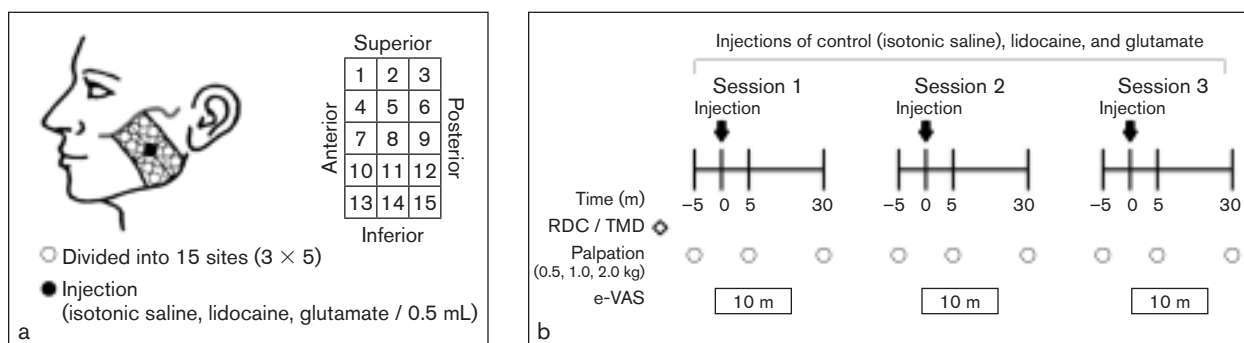 Superior
1 2 3
4 5 6
7 8 9
10 11 12
13 14 15
Anterior
Posterior
Inferior
Divided into 15 sites (3 × 5)
Injection
(isotonic saline, lidocaine, glutamate / 0.5 mL)
a
Injections of control (isotonic saline), lidocaine, and glutamate
Session 1 Session 2 Session 3
Injection Injection Injection
Time (m) –5 0 5 30 –5 0 5 30 –5 0 5 30
RDC / TMD
Palpation
(0.5, 1.0, 2.0 kg)
e-VAS 10 m 10 m 10 m
b